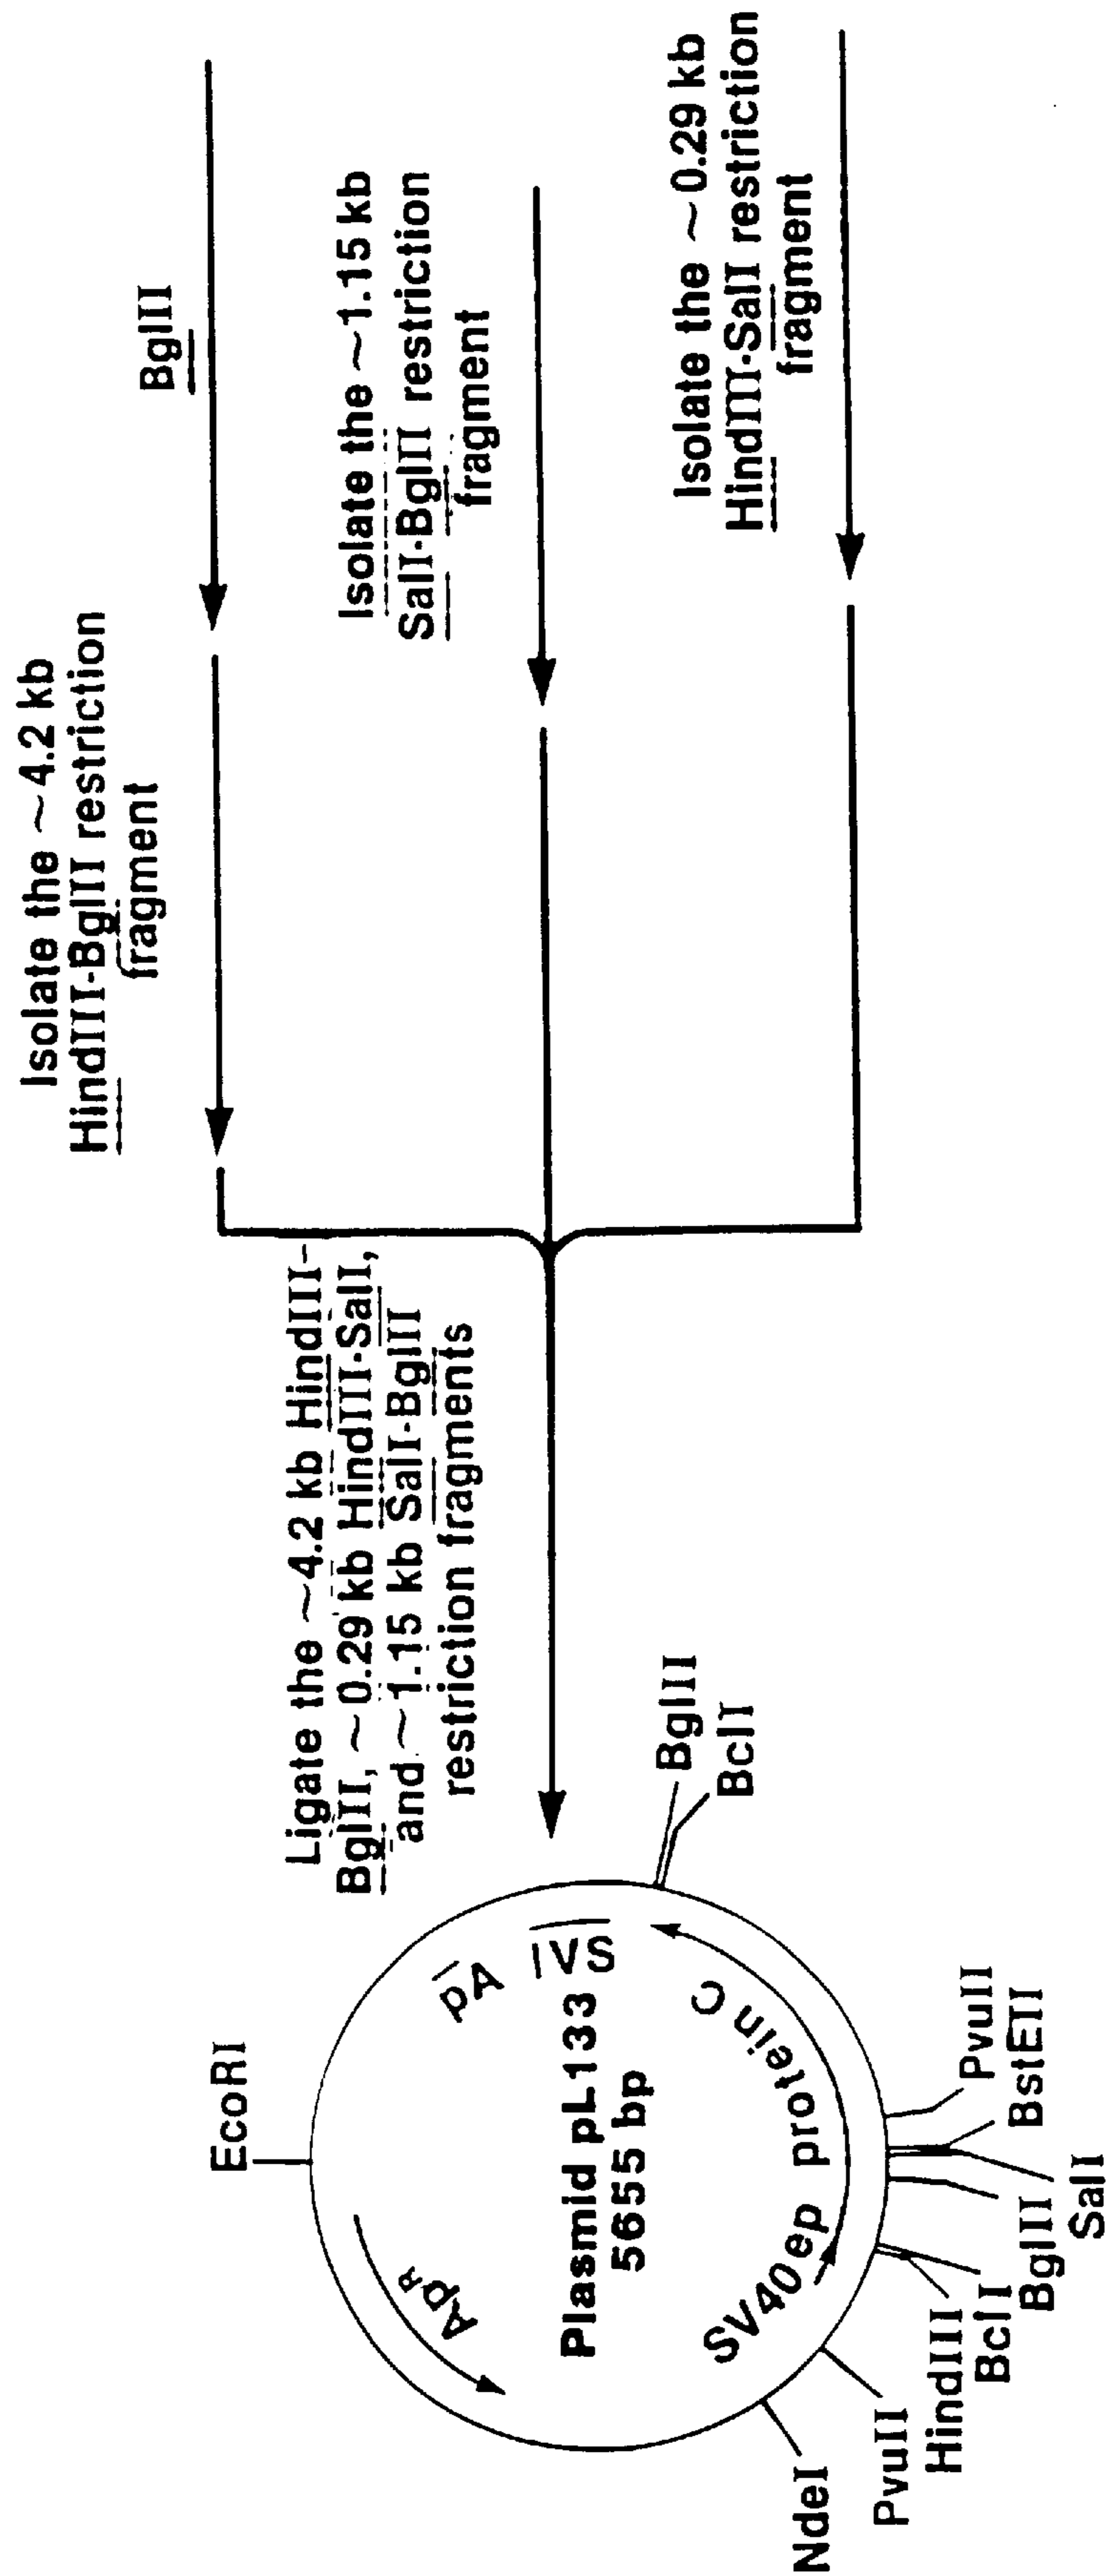 Isolate the ~4.2 kb
HindIII-BglII restriction
fragment
BglII
Isolate the ~1.15 kb
SalI-BglII restriction
fragment
Isolate the ~0.29 kb
HindIII-SalI restriction
fragment
Ligate the ~4.2 kb HindIII-
BglII, ~0.29 kb HindIII-SalI,
and ~1.15 kb SalI-BglII
restriction fragments
EcoRI
ApR
pA
IVS
Plasmid pL133
5655 bp
SV40ep
protein C
BglII
BclI
NdeI
PvuII
HindIII
BclI
BglII
SalI
BstEII
PvuII